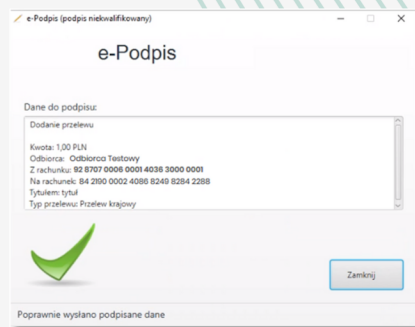 e-Podpis (podpis niekwalifikowany)
e-Podpis
Dane do podpisu:
Dodanie przelewu
Kwota: 1,00 PLN
Odbiorca: Odbiorca Testowy
Z rachunku: 92 8707 0006 0001 4036 3000 0001
Na rachunek: 84 2190 0002 4086 8249 8284 2288
Tytułem: tytuł
Typ przelewu: Przelew krajowy
Zamknij
Poprawnie wysłano podpisane dane